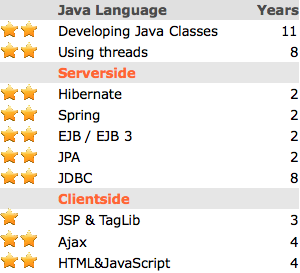 Java Language Years
Developing Java Classes 11
Using threads 8
Serverside
Hibernate 2
Spring 2
EJB / EJB 3 2
JPA 2
JDBC 8
Clientside
JSP & TagLib 3
Ajax 4
HTML&JavaScript 4